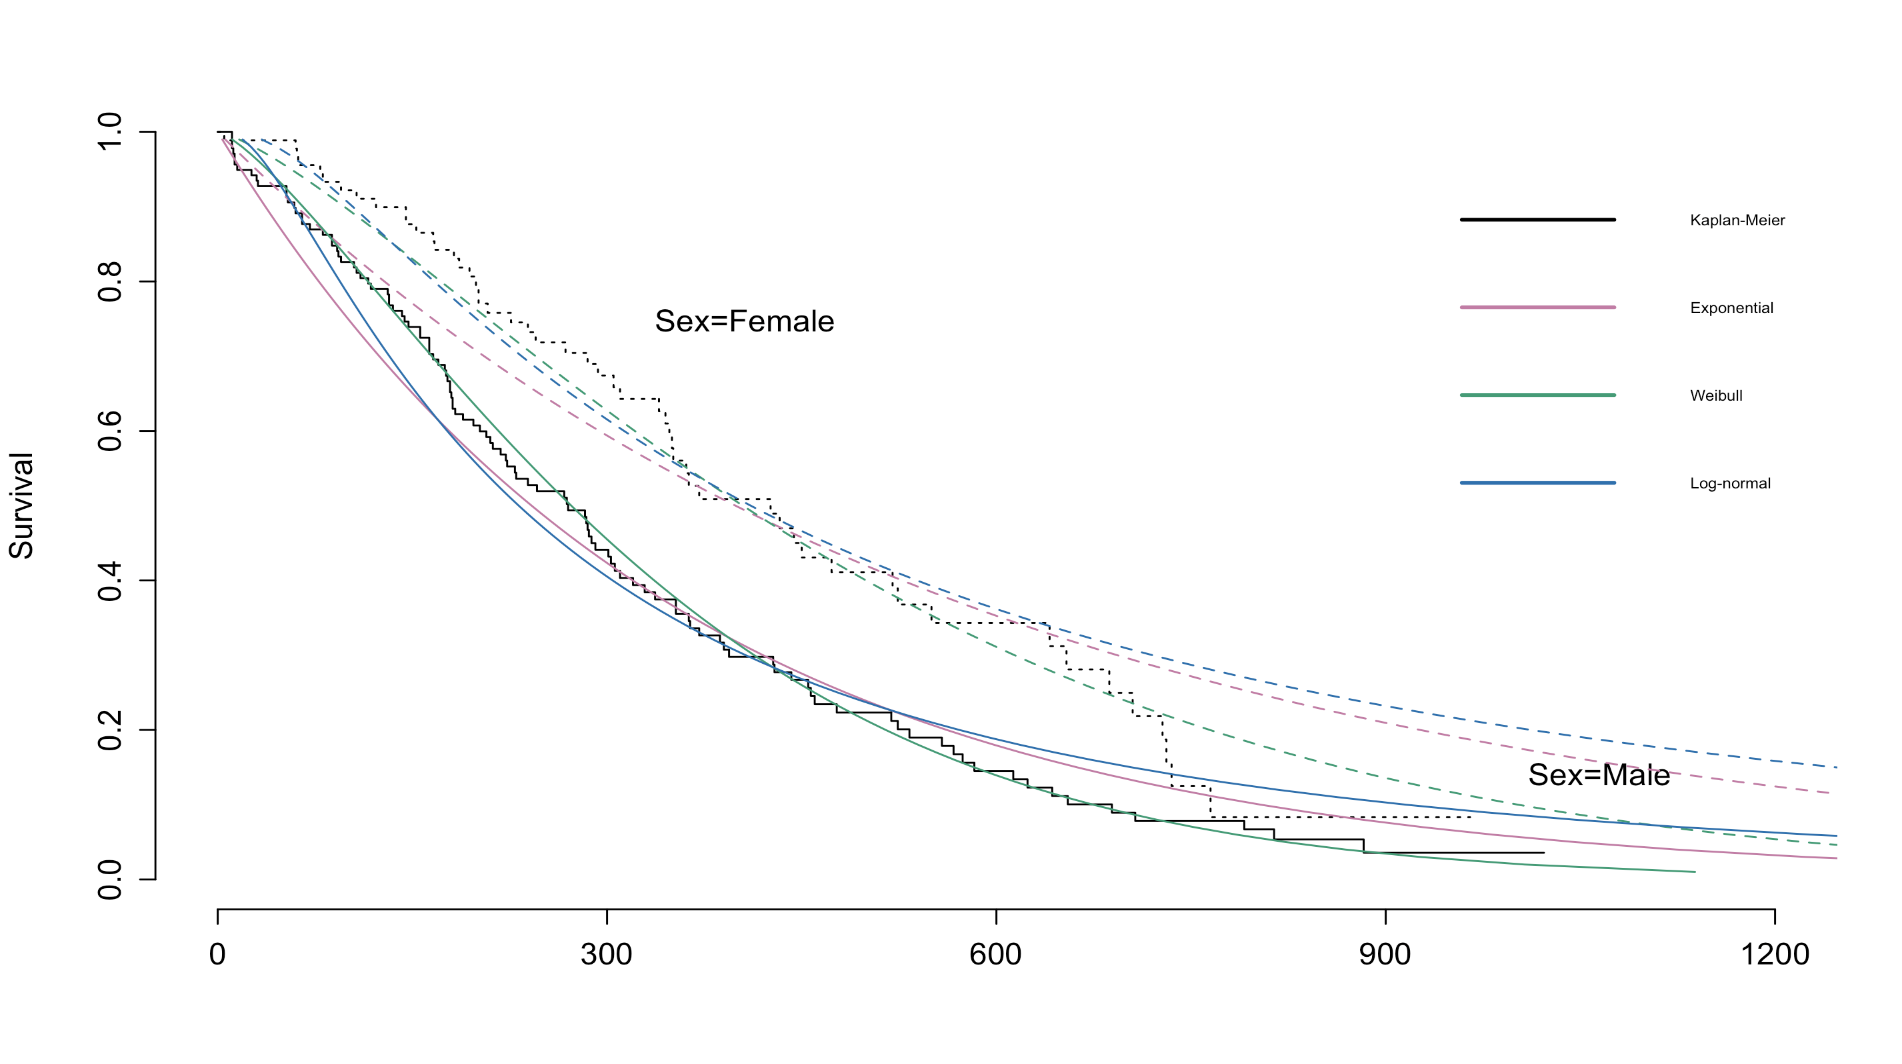 1.0
0.8
0.6
0.4
0.2
0.0
Survival
Sex=Female
Sex=Male
Kaplan-Meier
Exponential
Weibull
Log-normal
0 300 600 900 1200